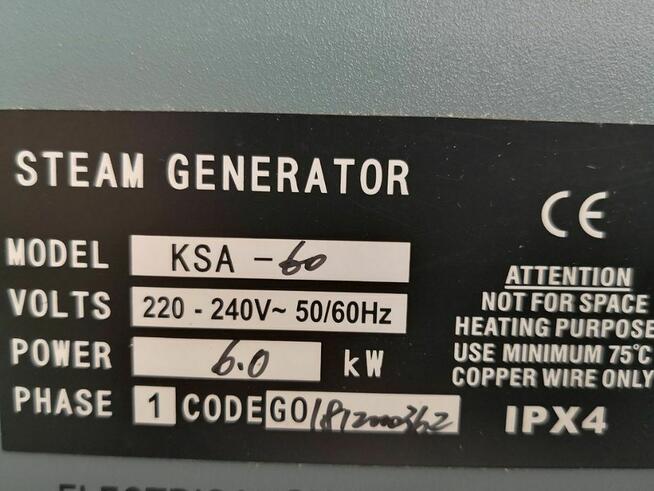 STEAM GENERATOR
CE
MODEL KSA - 60
VOLTS 220 - 240V~ 50/60Hz
POWER 6.0 kW
PHASE 1 CODE
ATTENTION
NOT FOR SPACE
HEATING PURPOSE
USE MINIMUM 75℃
COPPER WIRE ONLY
IPX4